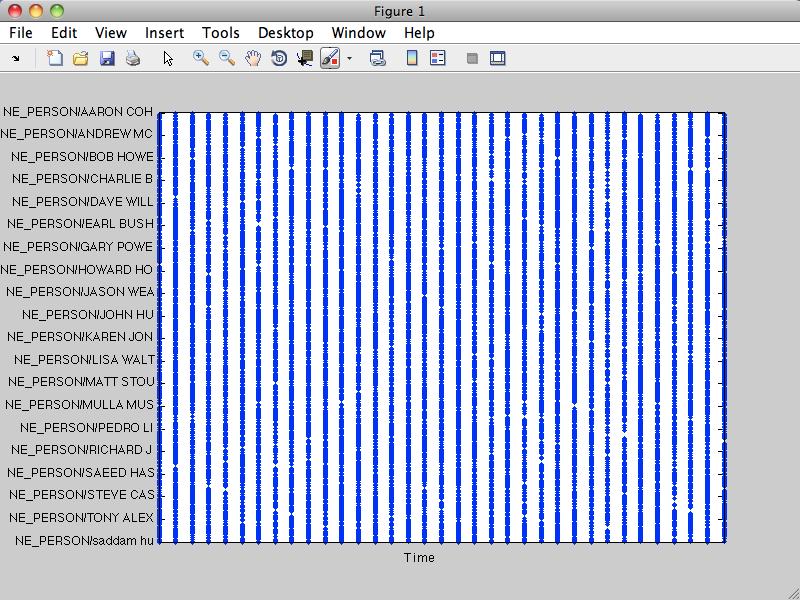 Figure 1
File Edit View Insert Tools Desktop Window Help
NE_PERSON/AARON COH
NE_PERSON/ANDREW MC
NE_PERSON/BOB HOWE
NE_PERSON/CHARLIE B
NE_PERSON/DAVE WILL
NE_PERSON/EARL BUSH
NE_PERSON/GARY POWE
NE_PERSON/HOWARD HO
NE_PERSON/JASON WEA
NE_PERSON/JOHN HU
NE_PERSON/KAREN JON
NE_PERSON/LISA WALT
NE_PERSON/MATT STOU
NE_PERSON/MULLA MUS
NE_PERSON/PEDRO LI
NE_PERSON/RICHARD J
NE_PERSON/SAEED HAS
NE_PERSON/STEVE CAS
NE_PERSON/TONY ALEX
NE_PERSON/saddam hu
Time